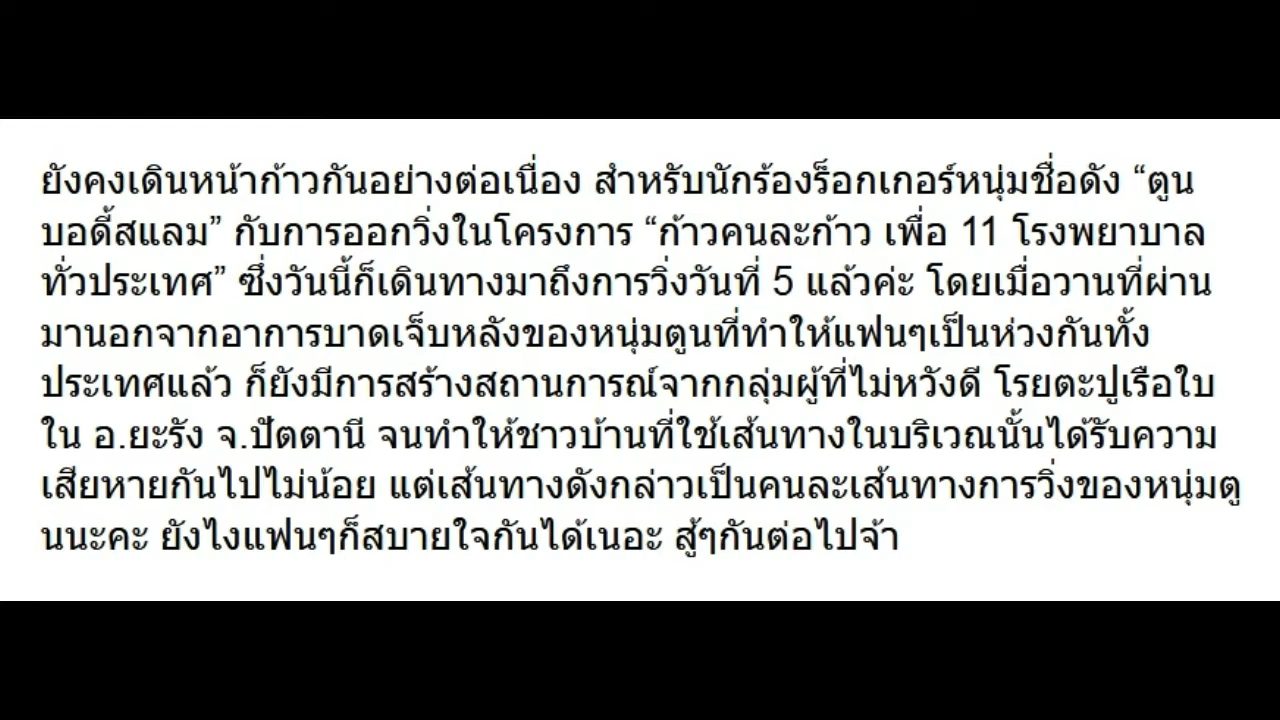 ยังคงเดินหน้าก้าวกันอย่างต่อเนื่อง สำหรับนักร้องร็อกเกอร์หนุ่มชื่อดัง “ตูน
บอดี้สแลม” กับการออกวิ่งในโครงการ “ก้าวคนละก้าว เพื่อ 11 โรงพยาบาล
ทั่วประเทศ” ซึ่งวันนี้ก็เดินทางมาถึงการวิ่งวันที่ 5 แล้วค่ะ โดยเมื่อวานที่ผ่าน
มานอกจากอาการบาดเจ็บหลังของหนุ่มตูนที่ทำให้แฟนๆเป็นห่วงกันทั้ง
ประเทศแล้ว ก็ยังมีการสร้างสถานการณ์จากกลุ่มผู้ที่ไม่หวังดี โรยตะปูเรือใบ
ใน อ.ยะรัง จ.ปัตตานี จนทำให้ชาวบ้านที่ใช้เส้นทางในบริเวณนั้นได้รับความ
เสียหายกันไปไม่น้อย แต่เส้นทางดังกล่าวเป็นคนละเส้นทางการวิ่งของหนุ่มตู
นนะคะ ยังไงแฟนๆก็สบายใจกันได้เนอะ สู้ๆกันต่อไปจ้า